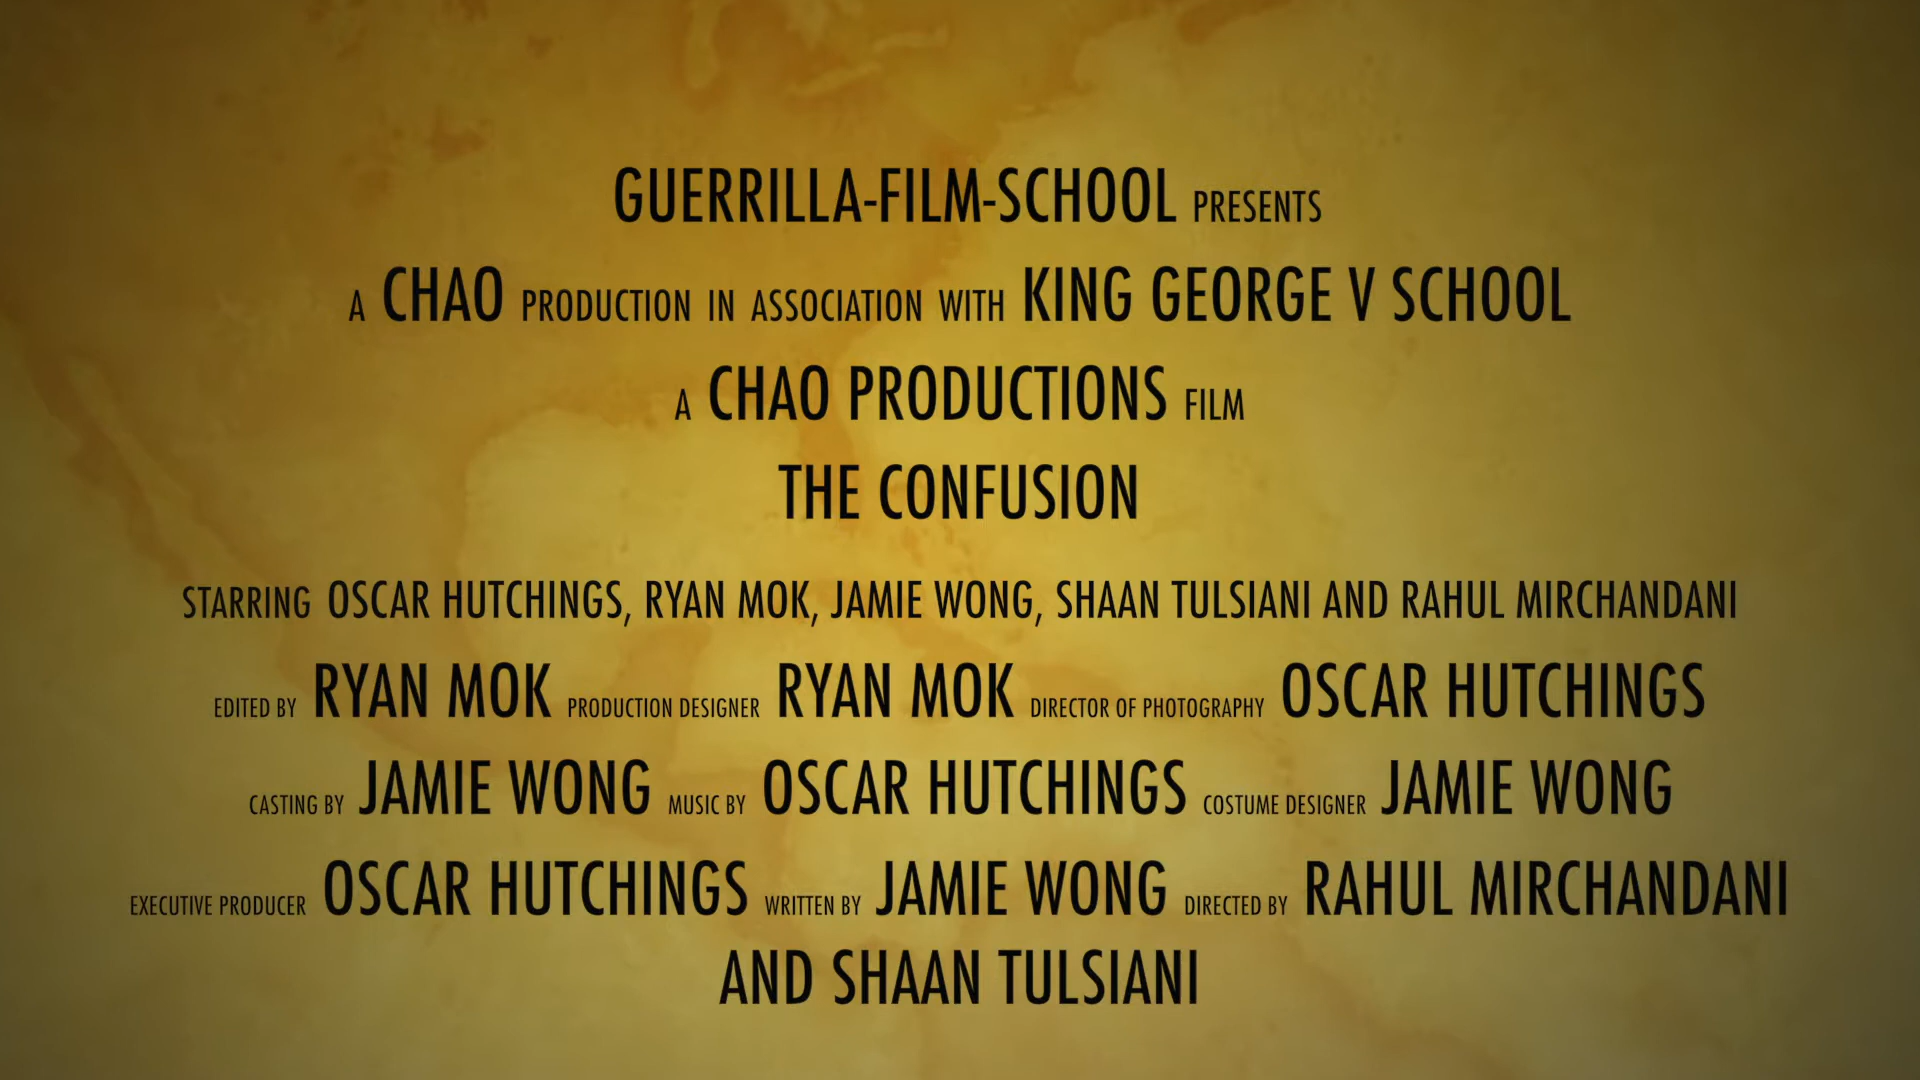 GUERRILLA-FILM-SCHOOL PRESENTS
A CHAO PRODUCTION IN ASSOCIATION WITH KING GEORGE V SCHOOL
A CHAO PRODUCTIONS FILM
THE CONFUSION
STARRING OSCAR HUTCHINGS, RYAN MOK, JAMIE WONG, SHAAN TULSIANI AND RAHUL MIRCHANDANI
EDITED BY RYAN MOK PRODUCTION DESIGNER RYAN MOK DIRECTOR OF PHOTOGRAPHY OSCAR HUTCHINGS
CASTING BY JAMIE WONG MUSIC BY OSCAR HUTCHINGS COSTUME DESIGNER JAMIE WONG
EXECUTIVE PRODUCER OSCAR HUTCHINGS WRITTEN BY JAMIE WONG DIRECTED BY RAHUL MIRCHANDANI
AND SHAAN TULSIANI